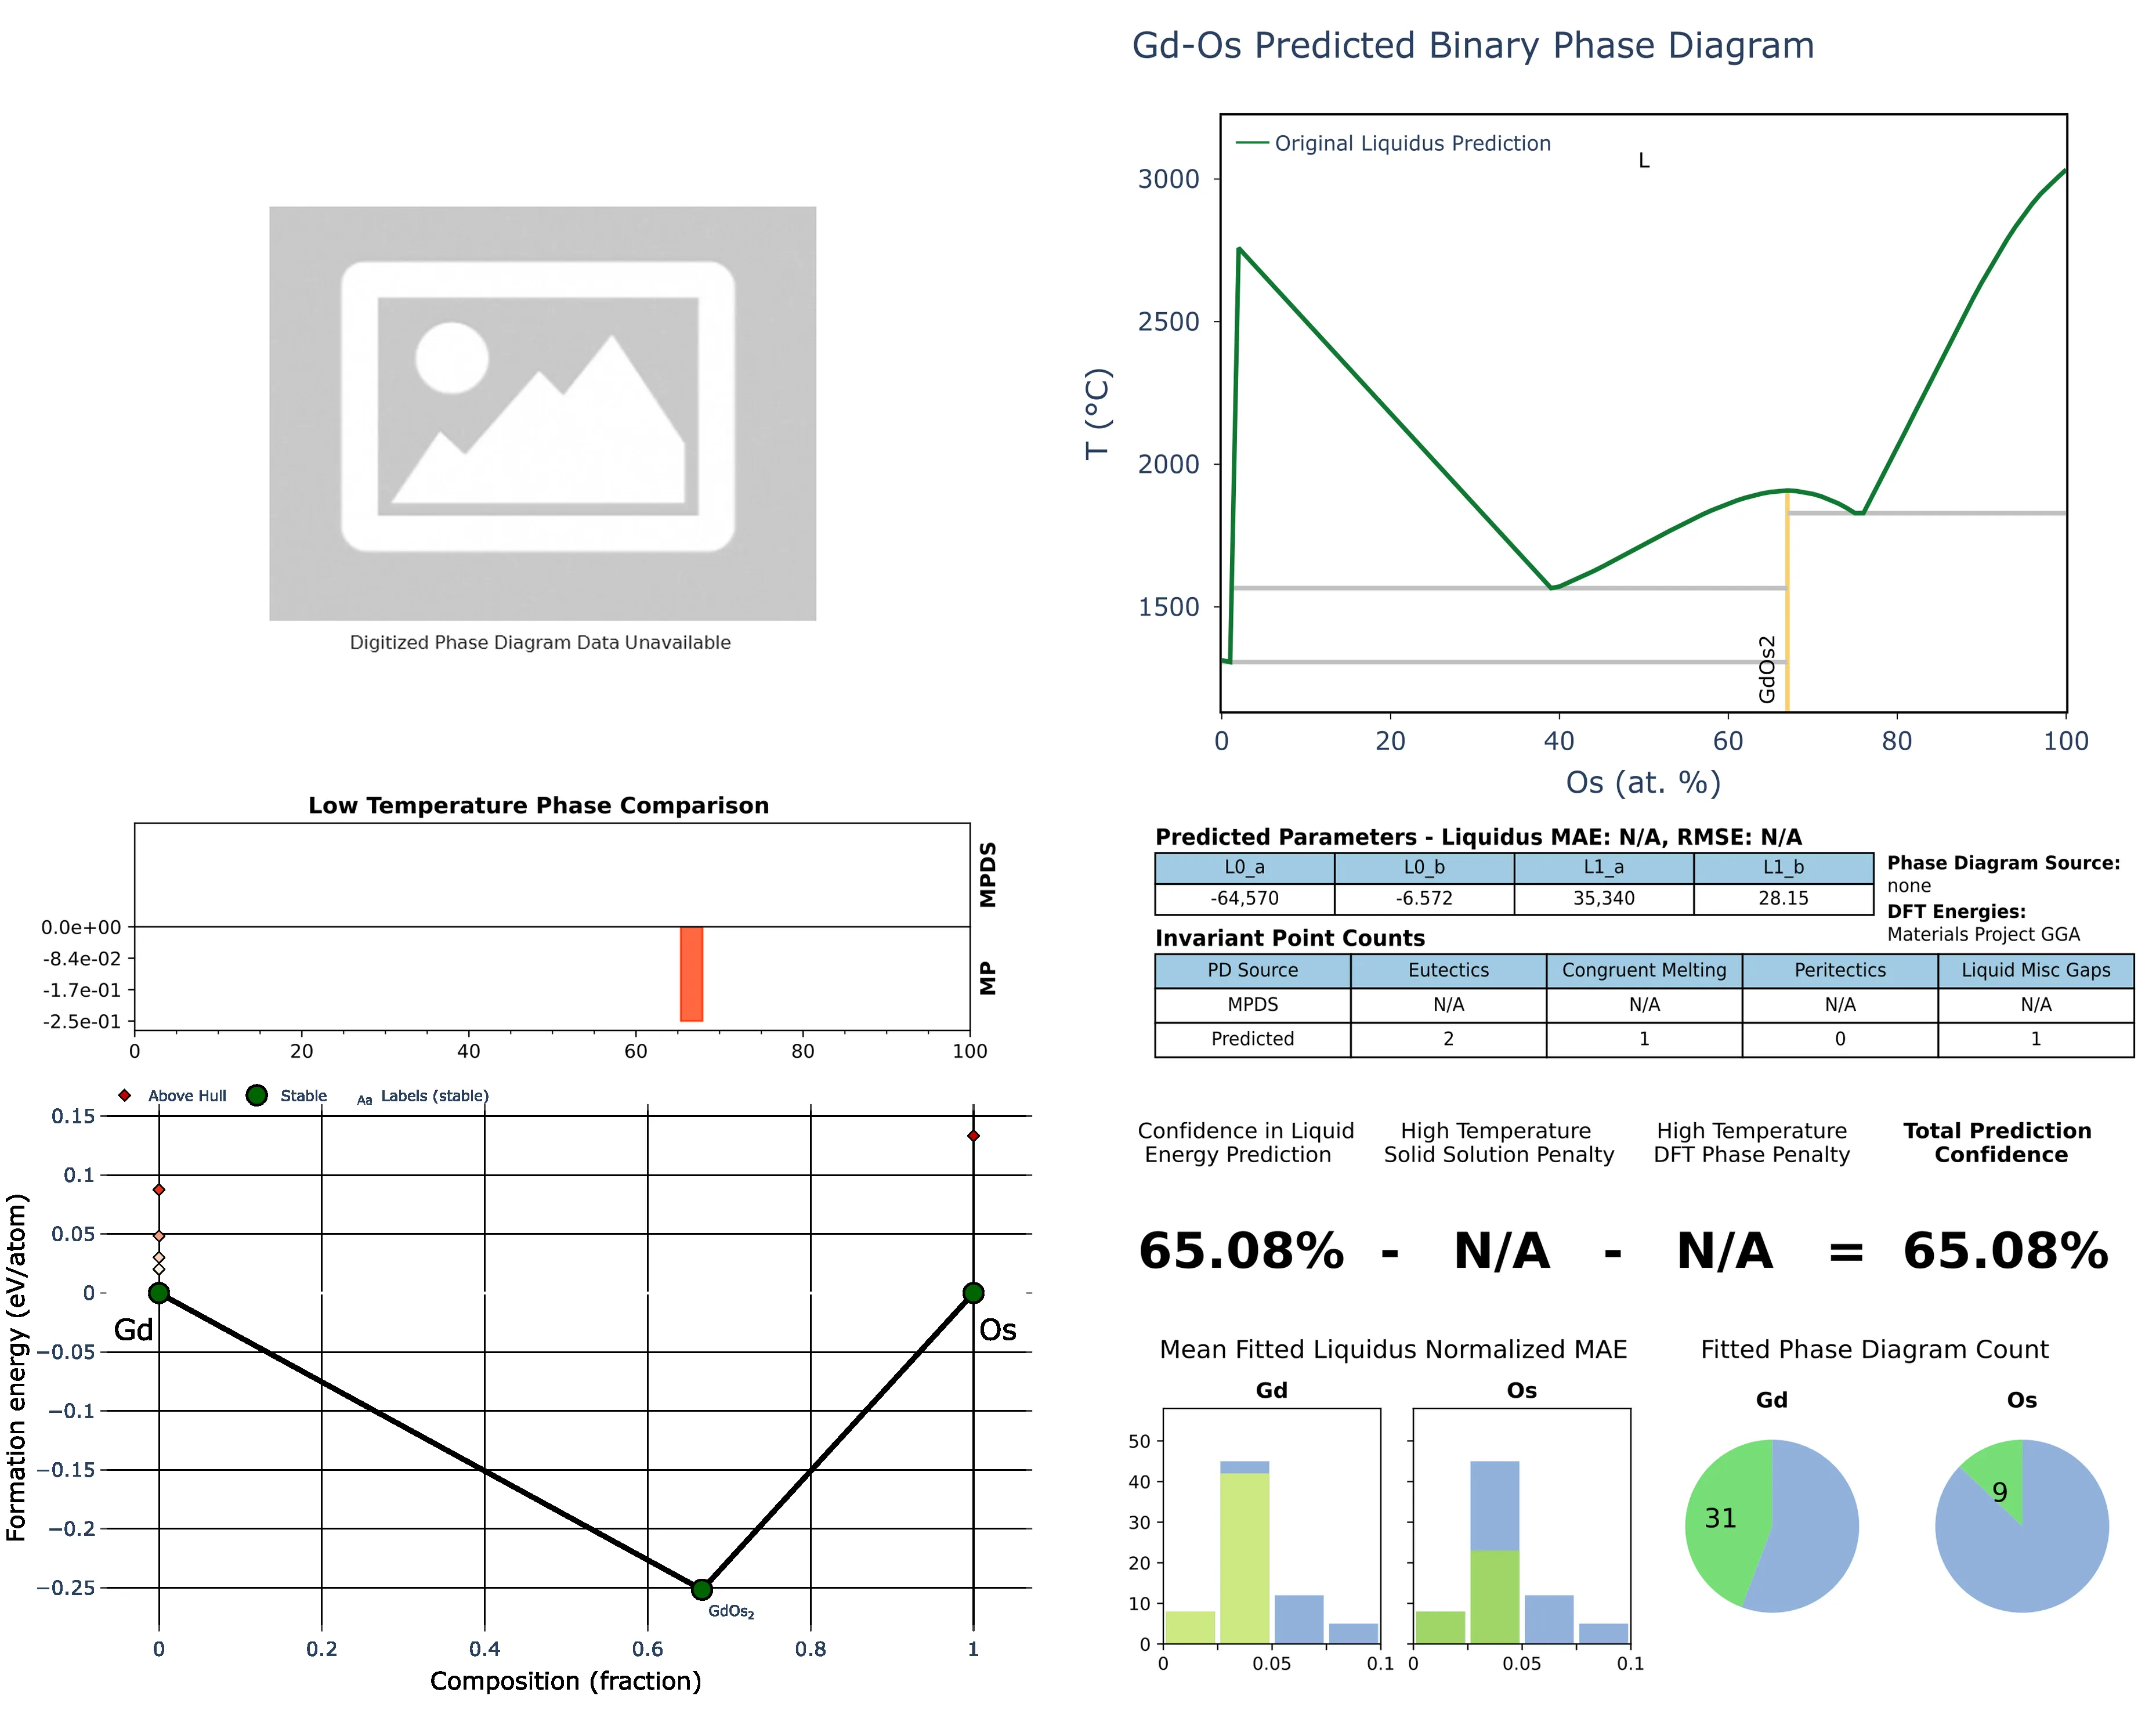 Gd-Os Predicted Binary Phase Diagram
Original Liquidus Prediction
L
3000
2500
2000
1500
T (°C)
GdOs2
0 20 40 60 80 100
Os (at. %)
Digitized Phase Diagram Data Unavailable
Low Temperature Phase Comparison
MPDS
MP
0.0e+00
-8.4e-02
-1.7e-01
-2.5e-01
0 20 40 60 80 100
Predicted Parameters - Liquidus MAE: N/A, RMSE: N/A
L0_a L0_b L1_a L1_b
-64,570 -6.572 35,340 28.15
Phase Diagram Source:
none
DFT Energies:
Materials Project GGA
Invariant Point Counts
PD Source Eutectics Congruent Melting Peritectics Liquid Misc Gaps
MPDS N/A N/A N/A N/A
Predicted 2 1 0 1
Above Hull Stable Aa Labels (stable)
0.15
0.1
0.05
0
−0.05
−0.1
−0.15
−0.2
−0.25
Formation energy (eV/atom)
Gd
Os
GdOs₂
0 0.2 0.4 0.6 0.8 1
Composition (fraction)
Confidence in Liquid
Energy Prediction
High Temperature
Solid Solution Penalty
High Temperature
DFT Phase Penalty
Total Prediction
Confidence
65.08% - N/A - N/A = 65.08%
Mean Fitted Liquidus Normalized MAE
Gd
Os
50
40
30
20
10
0
0 0.05 0.1
0 0.05 0.1
Fitted Phase Diagram Count
Gd
Os
31
9